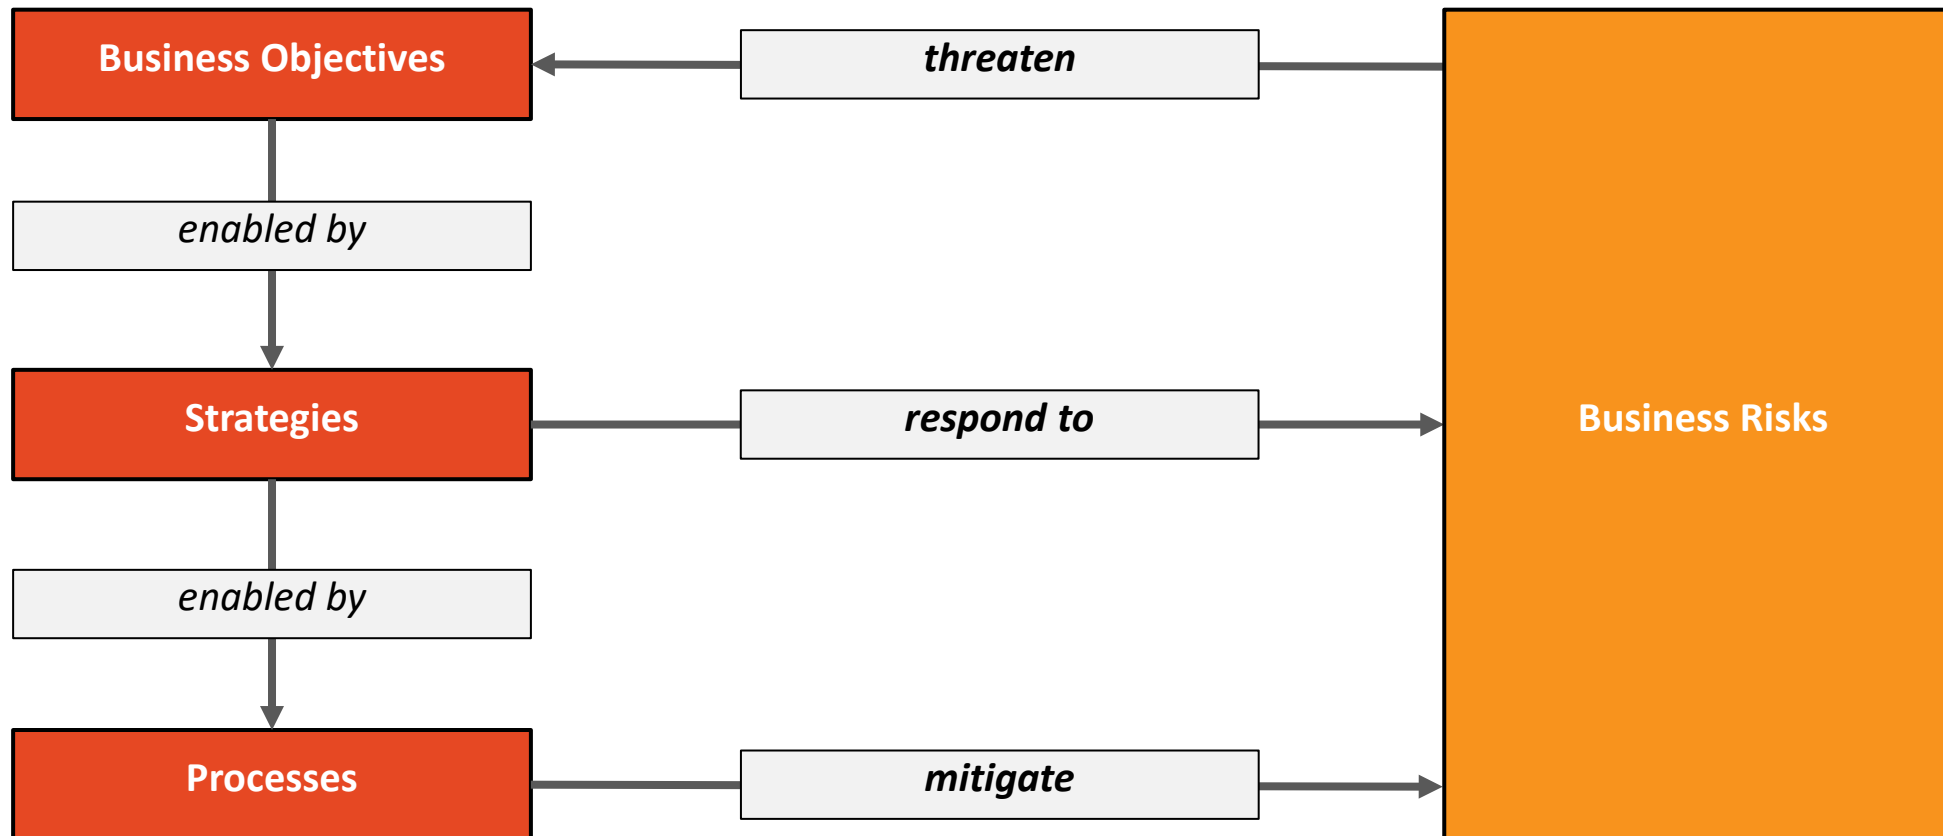 Business Objectives
threaten
enabled by
Strategies
respond to
Business Risks
enabled by
Processes
mitigate